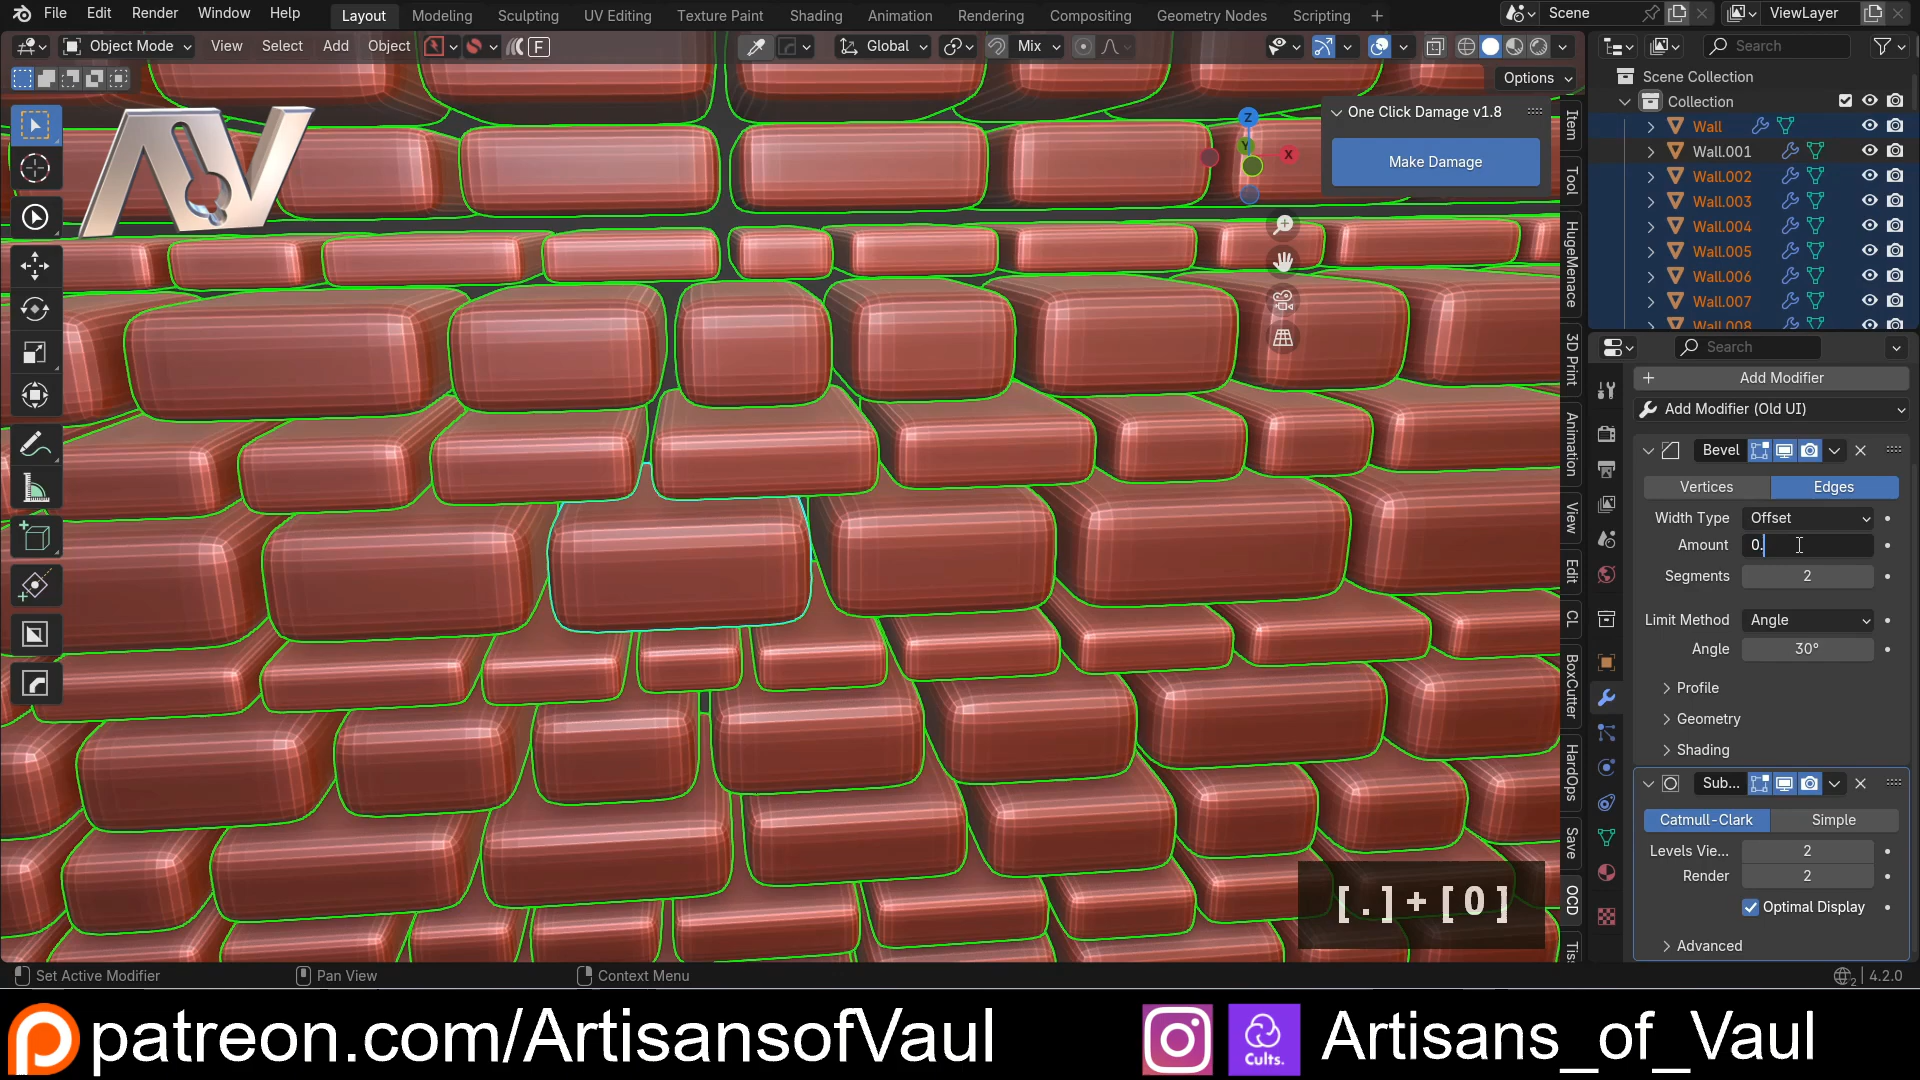 File Edit Render Window Help
Layout Modeling Sculpting UV Editing Texture Paint Shading Animation Rendering Compositing Geometry Nodes Scripting +
Scene
ViewLayer
Object Mode View Select Add Object F
Global
Mix
Search
Options
Scene Collection
Collection
One Click Damage v1.8
Make Damage
Z
Y
X
AV
Wall
Wall.001
Wall.002
Wall.003
Wall.004
Wall.005
Wall.006
Wall.007
Wall.008
Item
Tool
HugeMenace
3D Print
Animation
View
Edit
CL
BoxCutter
HardOps
Save
OCD
Search
Add Modifier
Add Modifier (Old UI)
Bevel
Vertices Edges
Width Type Offset
Amount 0.
Segments 2
Limit Method Angle
Angle 30°
Profile
Geometry
Shading
Sub...
Catmull-Clark Simple
Levels Vie... 2
Render 2
Optimal Display
Advanced
[.]+[0]
Set Active Modifier Pan View Context Menu
2 4.2.0
patreon.com/ArtisansofVaul
Cults.
Artisans_of_Vaul